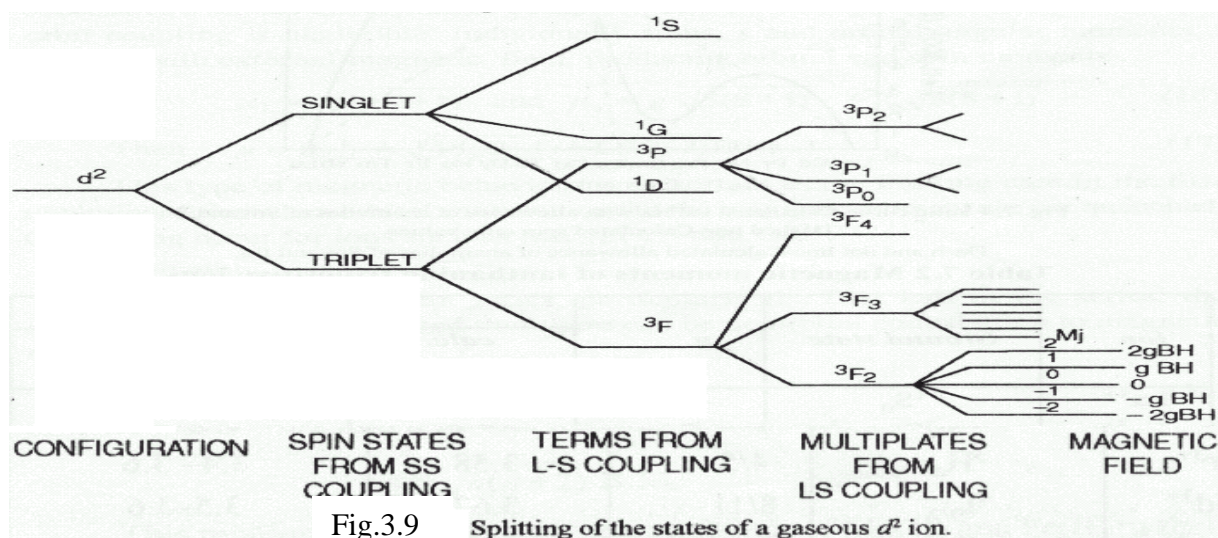 ¹S
SINGLET
³P₂
¹G
³P
d²
¹D
³P₁
³P₀
³F₄
TRIPLET
³F₃
³F
Mj
2
2gBH
1
g BH
³F₂
0
0
−1
− g BH
−2
− 2gBH
CONFIGURATION
SPIN STATES
FROM SS
COUPLING
TERMS FROM
L-S COUPLING
MULTIPLATES
FROM
LS COUPLING
MAGNETIC
FIELD
Fig.3.9 Splitting of the states of a gaseous d² ion.